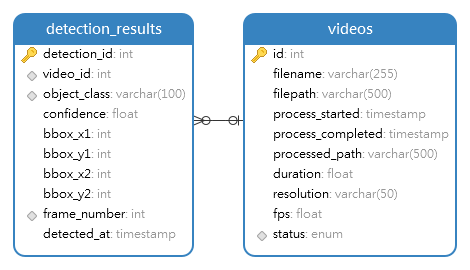 detection_results
detection_id: int
video_id: int
object_class: varchar(100)
confidence: float
bbox_x1: int
bbox_y1: int
bbox_x2: int
bbox_y2: int
frame_number: int
detected_at: timestamp
videos
id: int
filename: varchar(255)
filepath: varchar(500)
process_started: timestamp
process_completed: timestamp
processed_path: varchar(500)
duration: float
resolution: varchar(50)
fps: float
status: enum